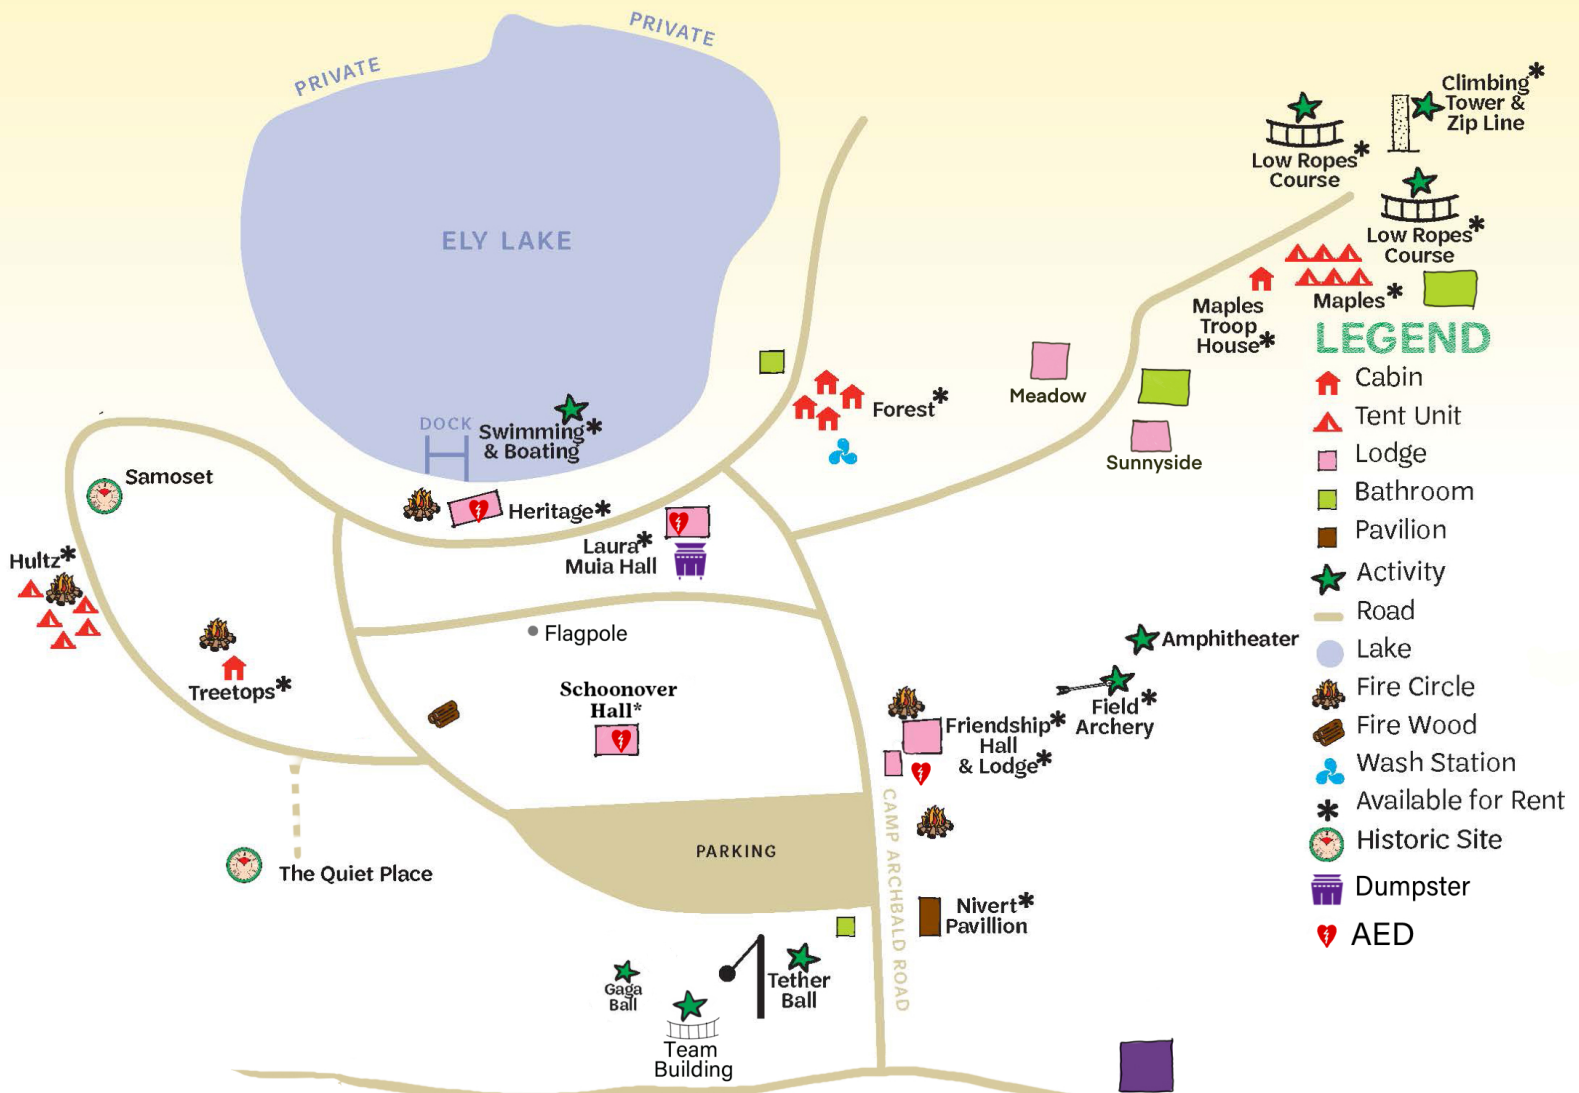 PRIVATE
PRIVATE
ELY LAKE
DOCK
Swimming*
& Boating
Climbing*
Tower &
Zip Line
Low Ropes*
Course
Low Ropes*
Course
Maples*
Maples
Troop
House*
Meadow
Sunnyside
Forest*
Samoset
Hultz*
Heritage*
Laura*
Muia Hall
Flagpole
Treetops*
Schoonover
Hall*
Amphitheater
Field*
Archery
Friendship*
Hall
& Lodge*
PARKING
CAMP ARCHBALD ROAD
The Quiet Place
Nivert*
Pavillion
Gaga
Ball
Tether
Ball
Team
Building
LEGEND
Cabin
Tent Unit
Lodge
Bathroom
Pavilion
Activity
Road
Lake
Fire Circle
Fire Wood
Wash Station
* Available for Rent
Historic Site
Dumpster
AED